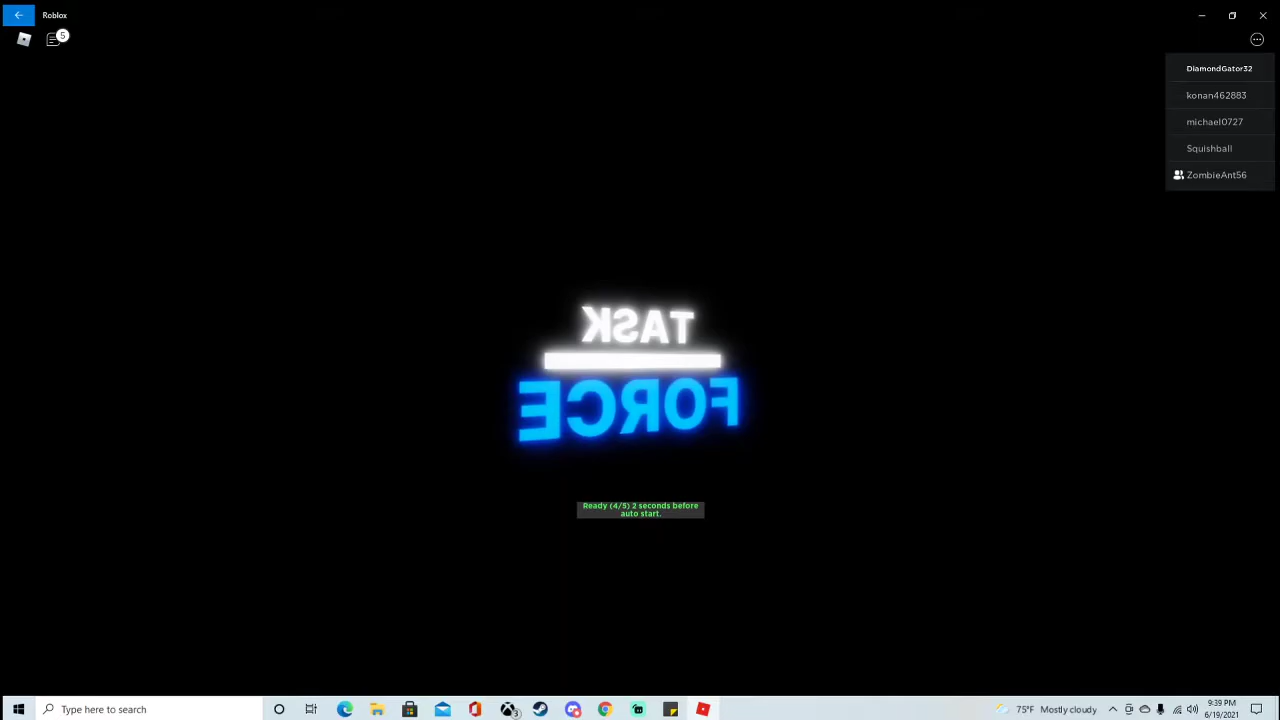 Roblox
5
DiamondGator32
konan462883
michael0727
Squishball
ZombieAnt56
TASK
FORCE
Ready (4/5) 2 seconds before
auto start.
Type here to search
3
75°F Mostly cloudy
9:39 PM
6/19/2021